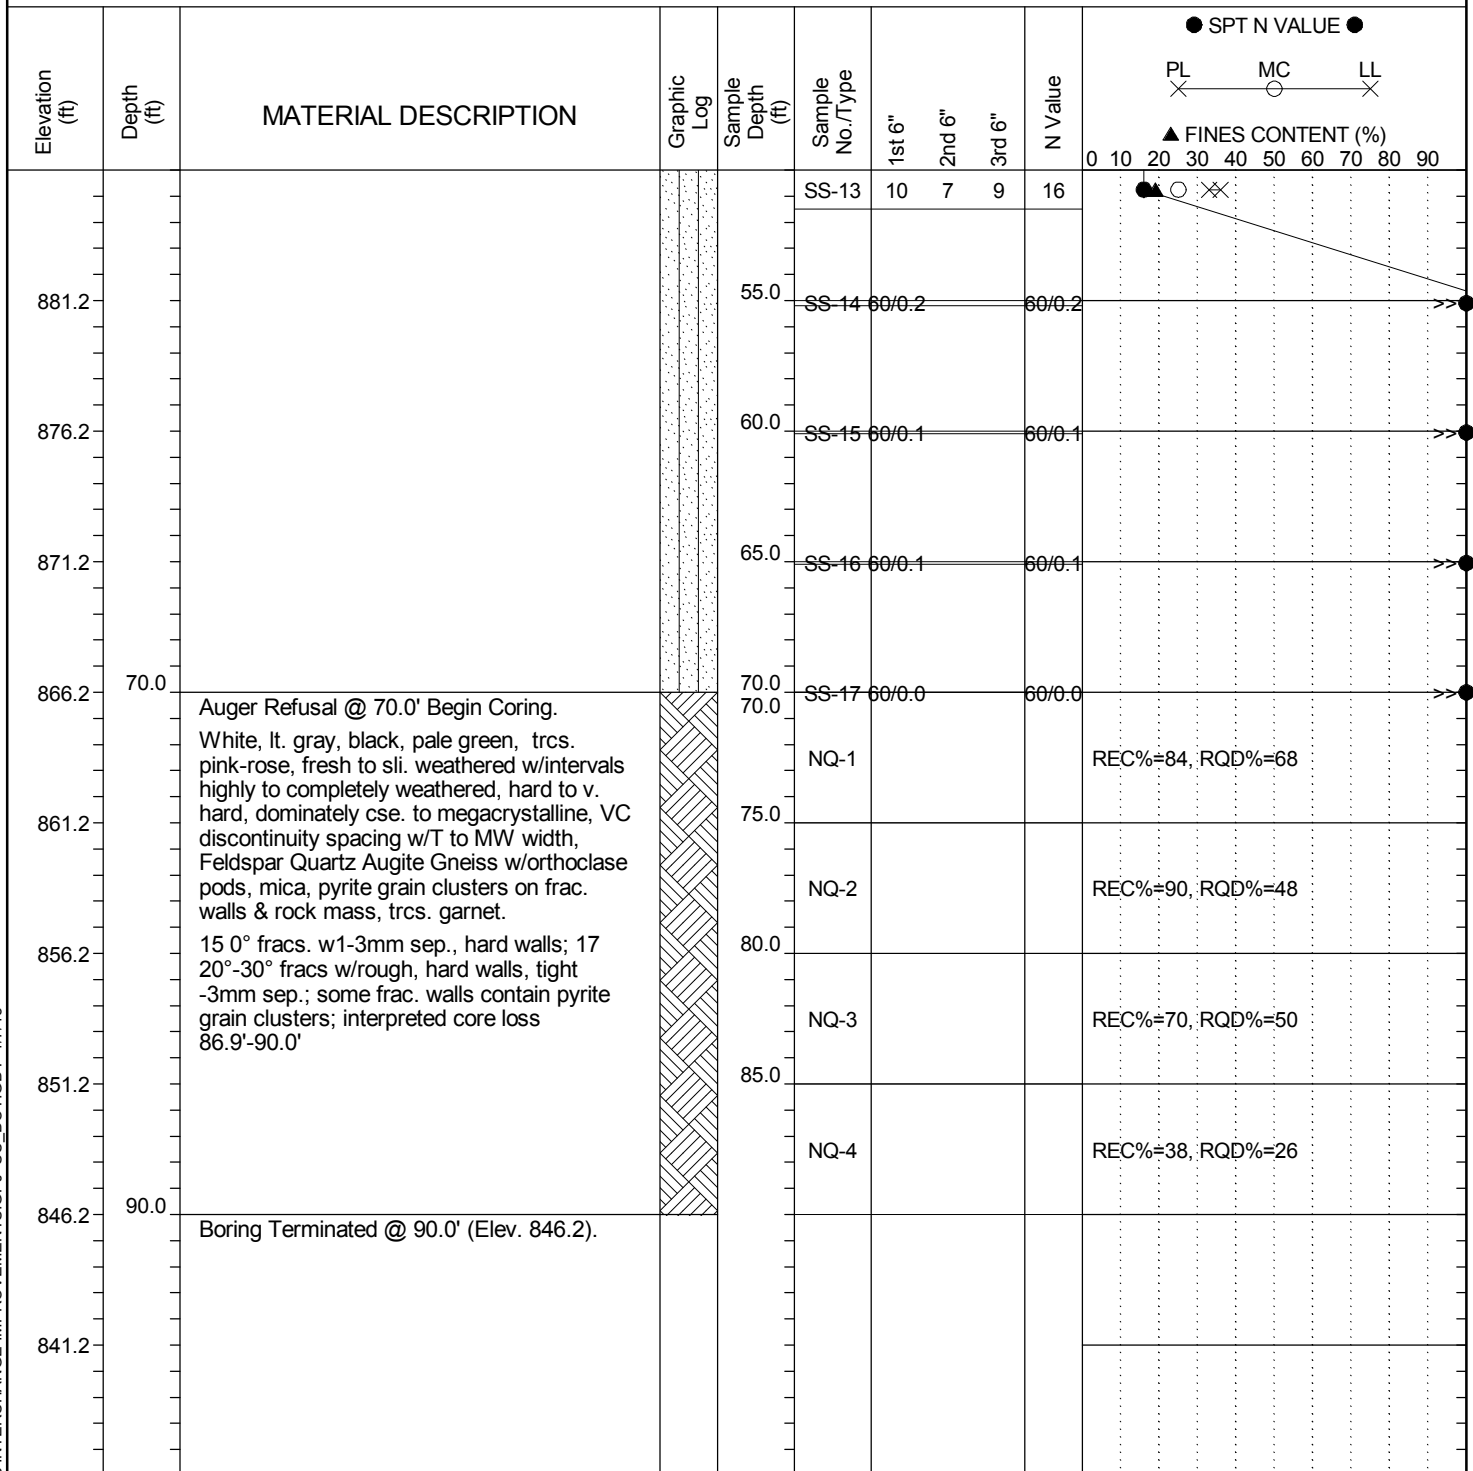 ● SPT N VALUE ●
PL MC LL
▲ FINES CONTENT (%)
0 10 20 30 40 50 60 70 80 90
Elevation (ft)
Depth (ft)
MATERIAL DESCRIPTION
Graphic Log
Sample Depth (ft)
Sample No./Type
1st 6"
2nd 6"
3rd 6"
N Value
SS-13 10 7 9 16
881.2 55.0 SS-14 60/0.2 60/0.2 >>
876.2 60.0 SS-15 60/0.1 60/0.1 >>
871.2 65.0 SS-16 60/0.1 60/0.1 >>
866.2 70.0 70.0 SS-17 60/0.0 60/0.0 >>
70.0
Auger Refusal @ 70.0' Begin Coring.
White, lt. gray, black, pale green, trcs.
pink-rose, fresh to sli. weathered w/intervals
highly to completely weathered, hard to v.
hard, dominately cse. to megacrystalline, VC
discontinuity spacing w/T to MW width,
Feldspar Quartz Augite Gneiss w/orthoclase
pods, mica, pyrite grain clusters on frac.
walls & rock mass, trcs. garnet.
15 0° fracs. w1-3mm sep., hard walls; 17
20°-30° fracs w/rough, hard walls, tight
-3mm sep.; some frac. walls contain pyrite
grain clusters; interpreted core loss
86.9'-90.0'
NQ-1 REC%=84, RQD%=68
861.2 75.0
NQ-2 REC%=90, RQD%=48
856.2 80.0
NQ-3 REC%=70, RQD%=50
851.2 85.0
NQ-4 REC%=38, RQD%=26
846.2 90.0
Boring Terminated @ 90.0' (Elev. 846.2).
841.2